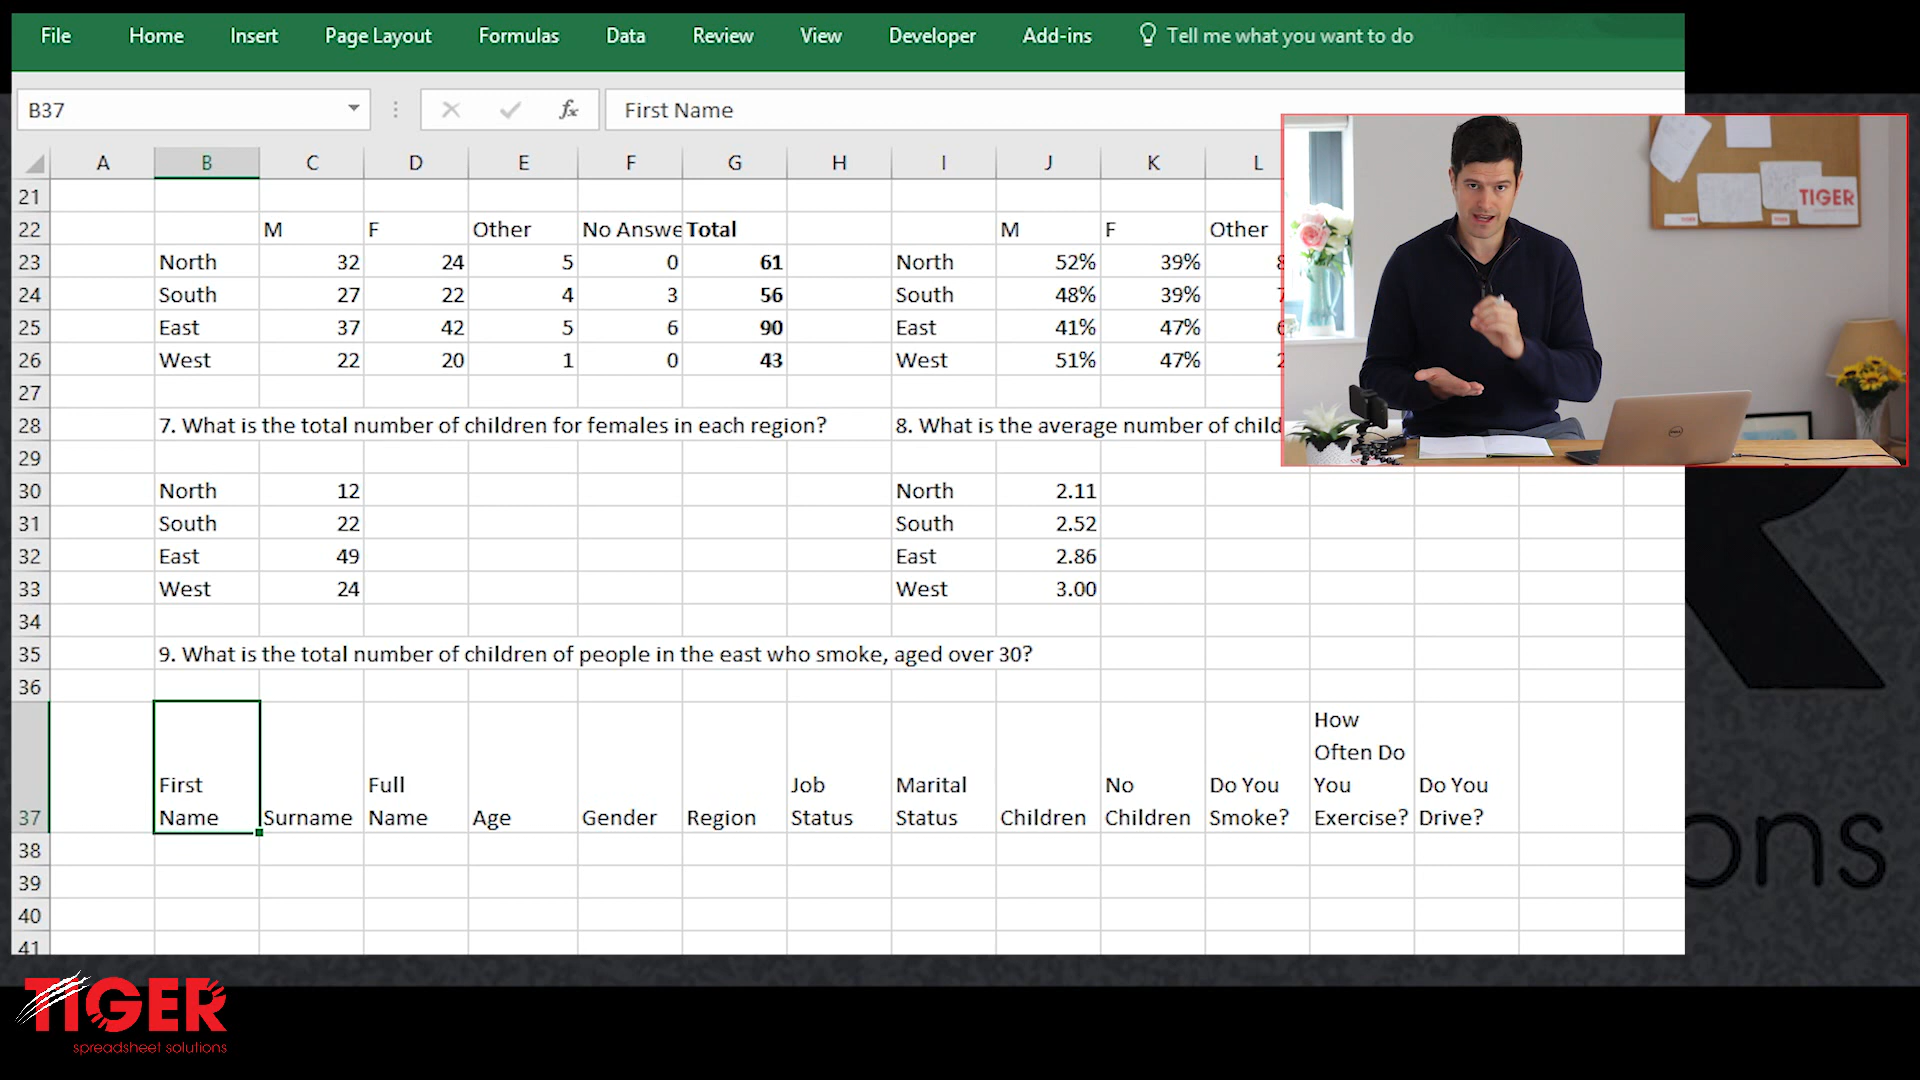 File Home Insert Page Layout Formulas Data Review View Developer Add-ins Tell me what you want to do
B37 fx First Name
A B C D E F G H I J K L
21
22 M F Other No Answe Total M F Other
23 North 32 24 5 0 61 North 52% 39%
24 South 27 22 4 3 56 South 48% 39%
25 East 37 42 5 6 90 East 41% 47%
26 West 22 20 1 0 43 West 51% 47%
27
28 7. What is the total number of children for females in each region? 8. What is the average number of child
29
30 North 12 North 2.11
31 South 22 South 2.52
32 East 49 East 2.86
33 West 24 West 3.00
34
35 9. What is the total number of children of people in the east who smoke, aged over 30?
36
How
Often Do
First Full Job Marital No Do You You Do You
37 Name Surname Name Age Gender Region Status Status Children Children Smoke? Exercise? Drive?
38
39
40
41
TIGER
DELL
R
ons
TIGER
spreadsheet solutions